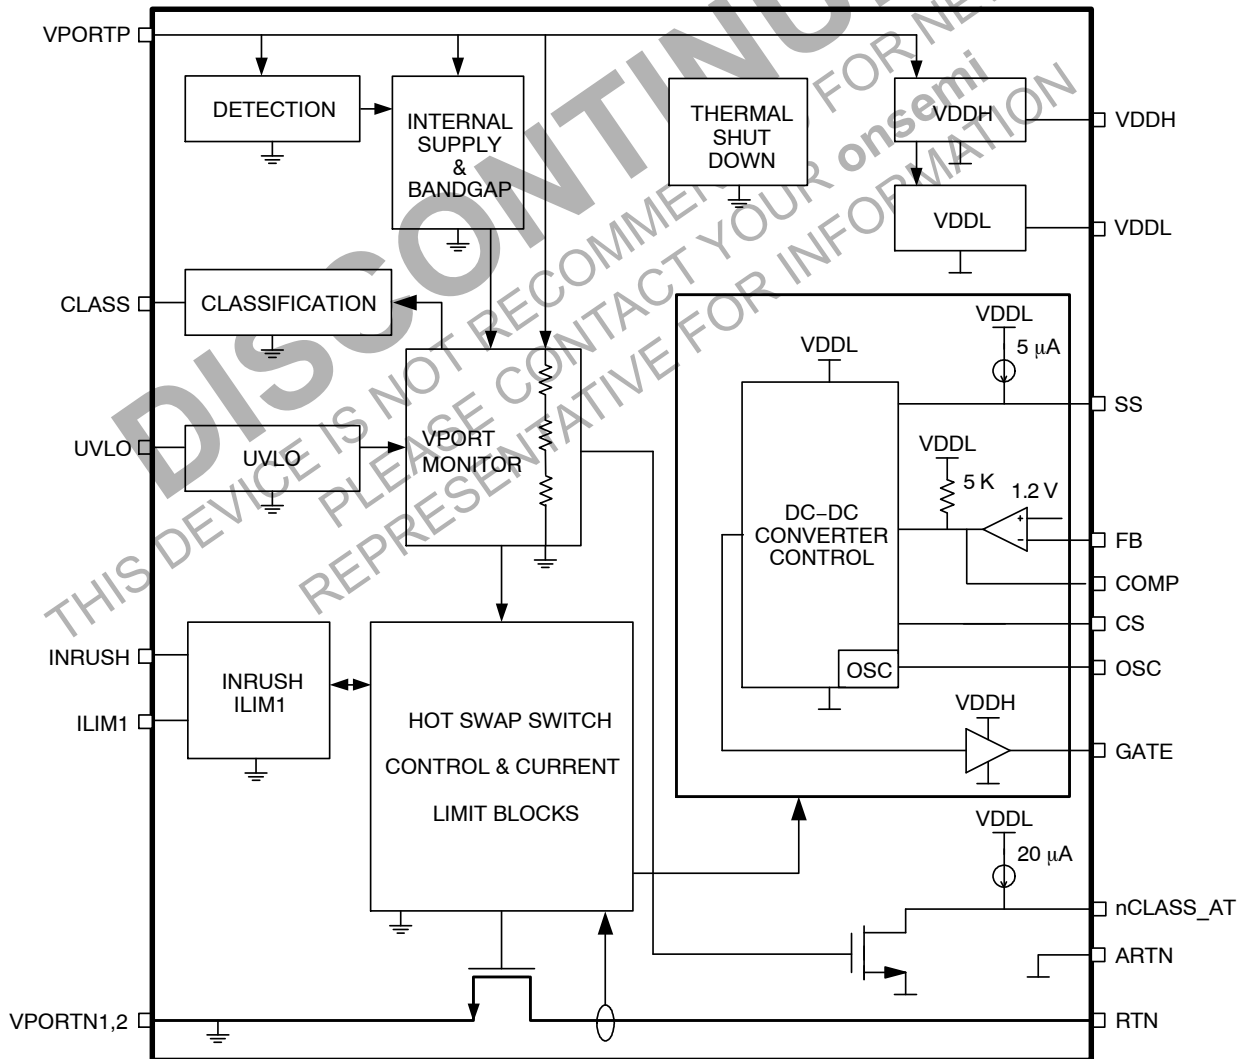 VPORTP
DETECTION
INTERNAL
SUPPLY
&
BANDGAP
THERMAL
SHUT
DOWN
VDDH
VDDH
VDDL
VDDL
CLASS
CLASSIFICATION
UVLO
UVLO
VPORT
MONITOR
VDDL
5 μA
VDDL
SS
VDDL
5 K
1.2 V
+
−
DC−DC
CONVERTER
CONTROL
FB
COMP
CS
OSC
OSC
VDDH
GATE
INRUSH
ILIM1
INRUSH
ILIM1
HOT SWAP SWITCH
CONTROL & CURRENT
LIMIT BLOCKS
VDDL
20 μA
nCLASS_AT
ARTN
VPORTN1,2
RTN
THIS DEVICE IS NOT RECOMMEN FOR NE
PLEASE CONTACT YOUR onsemi
REPRESENTATIVE FOR INFORMATION